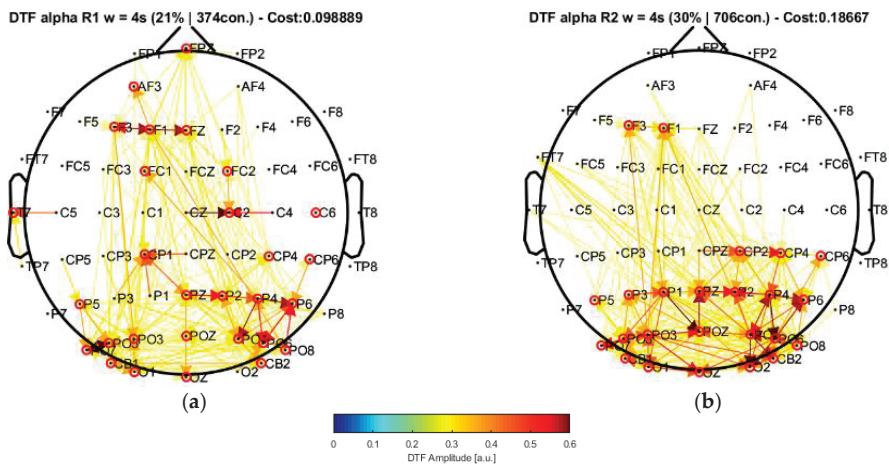 DTF alpha R1 w = 4s (21% | 374con.) - Cost:0.098889
DTF alpha R2 w = 4s (30% | 706con.) - Cost:0.18667
FP1 FPZ FP2
FP1 FP2
AF3 AF4
AF3 AF4
F7 F5 F3 F1 FZ F2 F4 F6 F8
F7 F5 F3 F1 FZ F2 F4 F6 F8
FT7 FC5 FC3 FC1 FCZ FC2 FC4 FC6 FT8
FT7 FC5 FC3 FC1 FCZ FC2 FC4 FC6 FT8
T7 C5 C3 C1 CZ C2 C4 C6 T8
T7 C5 C3 C1 CZ C2 C4 C6 T8
TP7 CP5 CP3 CP1 CPZ CP2 CP4 CP6 TP8
TP7 CP5 CP3 CP1 CPZ CP2 CP4 CP6 TP8
P7 P5 P3 P1 PZ P2 P4 P6 P8
P7 P5 P3 P1 PZ P2 P4 P6 P8
PO3 POZ PO8
PO3 POZ PO8
CB1 O1 OZ O2 CB2
CB1 O1 OZ O2 CB2
(a) (b)
0 0.1 0.2 0.3 0.4 0.5 0.6
DTF Amplitude [a.u.]